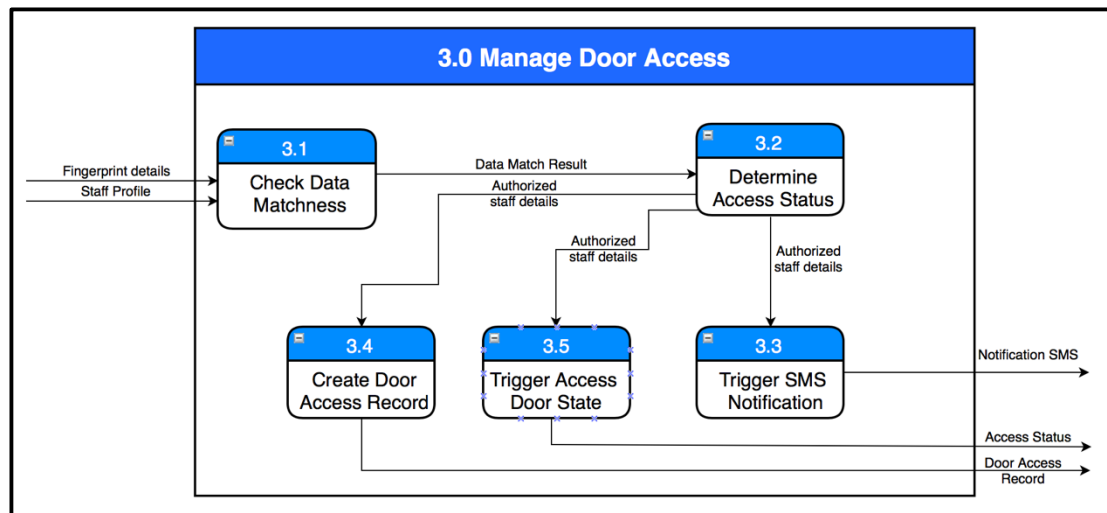 3.0 Manage Door Access
3.1
Check Data
Matchness
Fingerprint details
Staff Profile
Data Match Result
3.2
Determine
Access Status
Authorized
staff details
Authorized
staff details
Authorized
staff details
3.4
Create Door
Access Record
3.5
Trigger Access
Door State
3.3
Trigger SMS
Notification
Notification SMS
Access Status
Door Access
Record